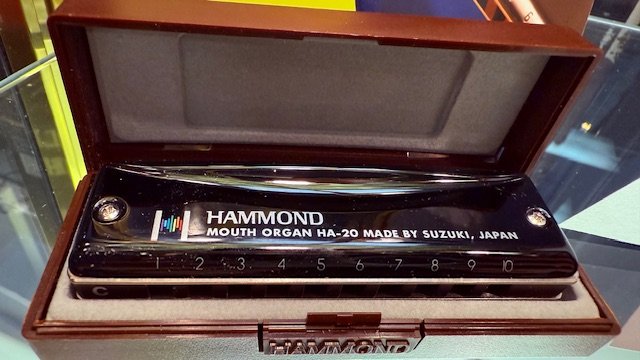 HAMMOND
MOUTH ORGAN HA-20 MADE BY SUZUKI, JAPAN
1 2 3 4 5 6 7 8 9 10
C
HAMMOND